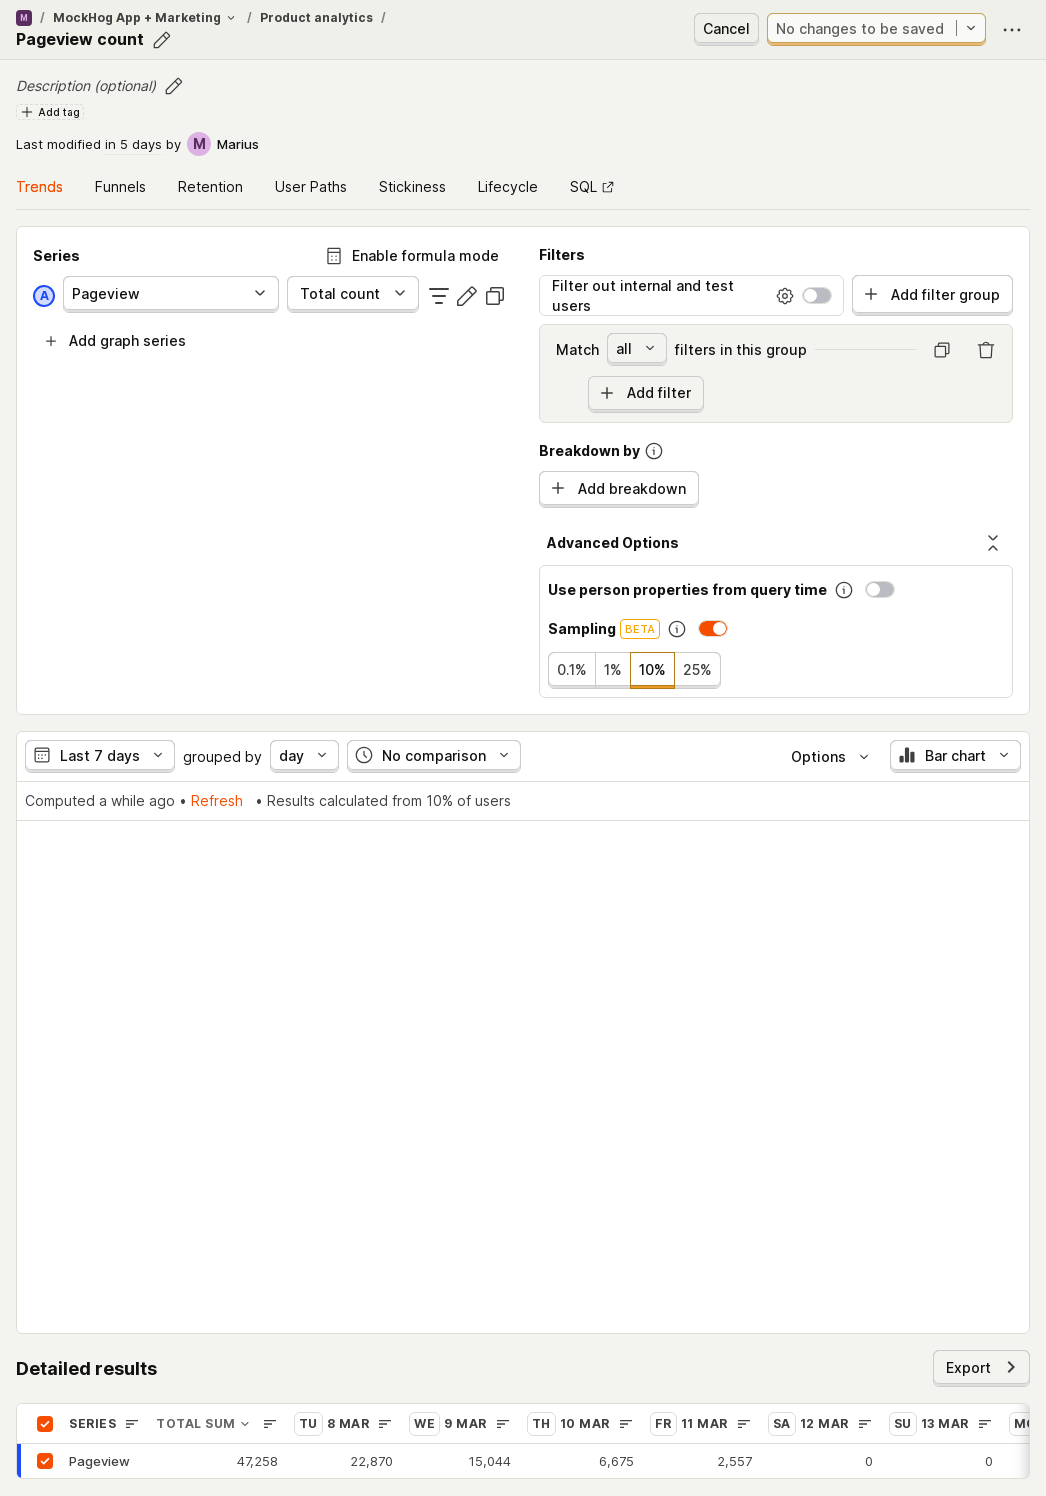 M / MockHog App + Marketing / Product analytics /
Pageview count
Cancel
No changes to be saved
Description (optional)
Add tag
Last modified in 5 days by M Marius
Trends Funnels Retention User Paths Stickiness Lifecycle SQL
Series
Enable formula mode
A Pageview Total count
Add graph series
Filters
Filter out internal and test
users
Add filter group
Match all filters in this group
Add filter
Breakdown by
Add breakdown
Advanced Options
Use person properties from query time
Sampling BETA
0.1% 1% 10% 25%
Last 7 days grouped by day No comparison Options Bar chart
Computed a while ago • Refresh • Results calculated from 10% of users
Detailed results
Export
SERIES TOTAL SUM TU 8 MAR WE 9 MAR TH 10 MAR FR 11 MAR SA 12 MAR SU 13 MAR
Pageview 47,258 22,870 15,044 6,675 2,557 0 0